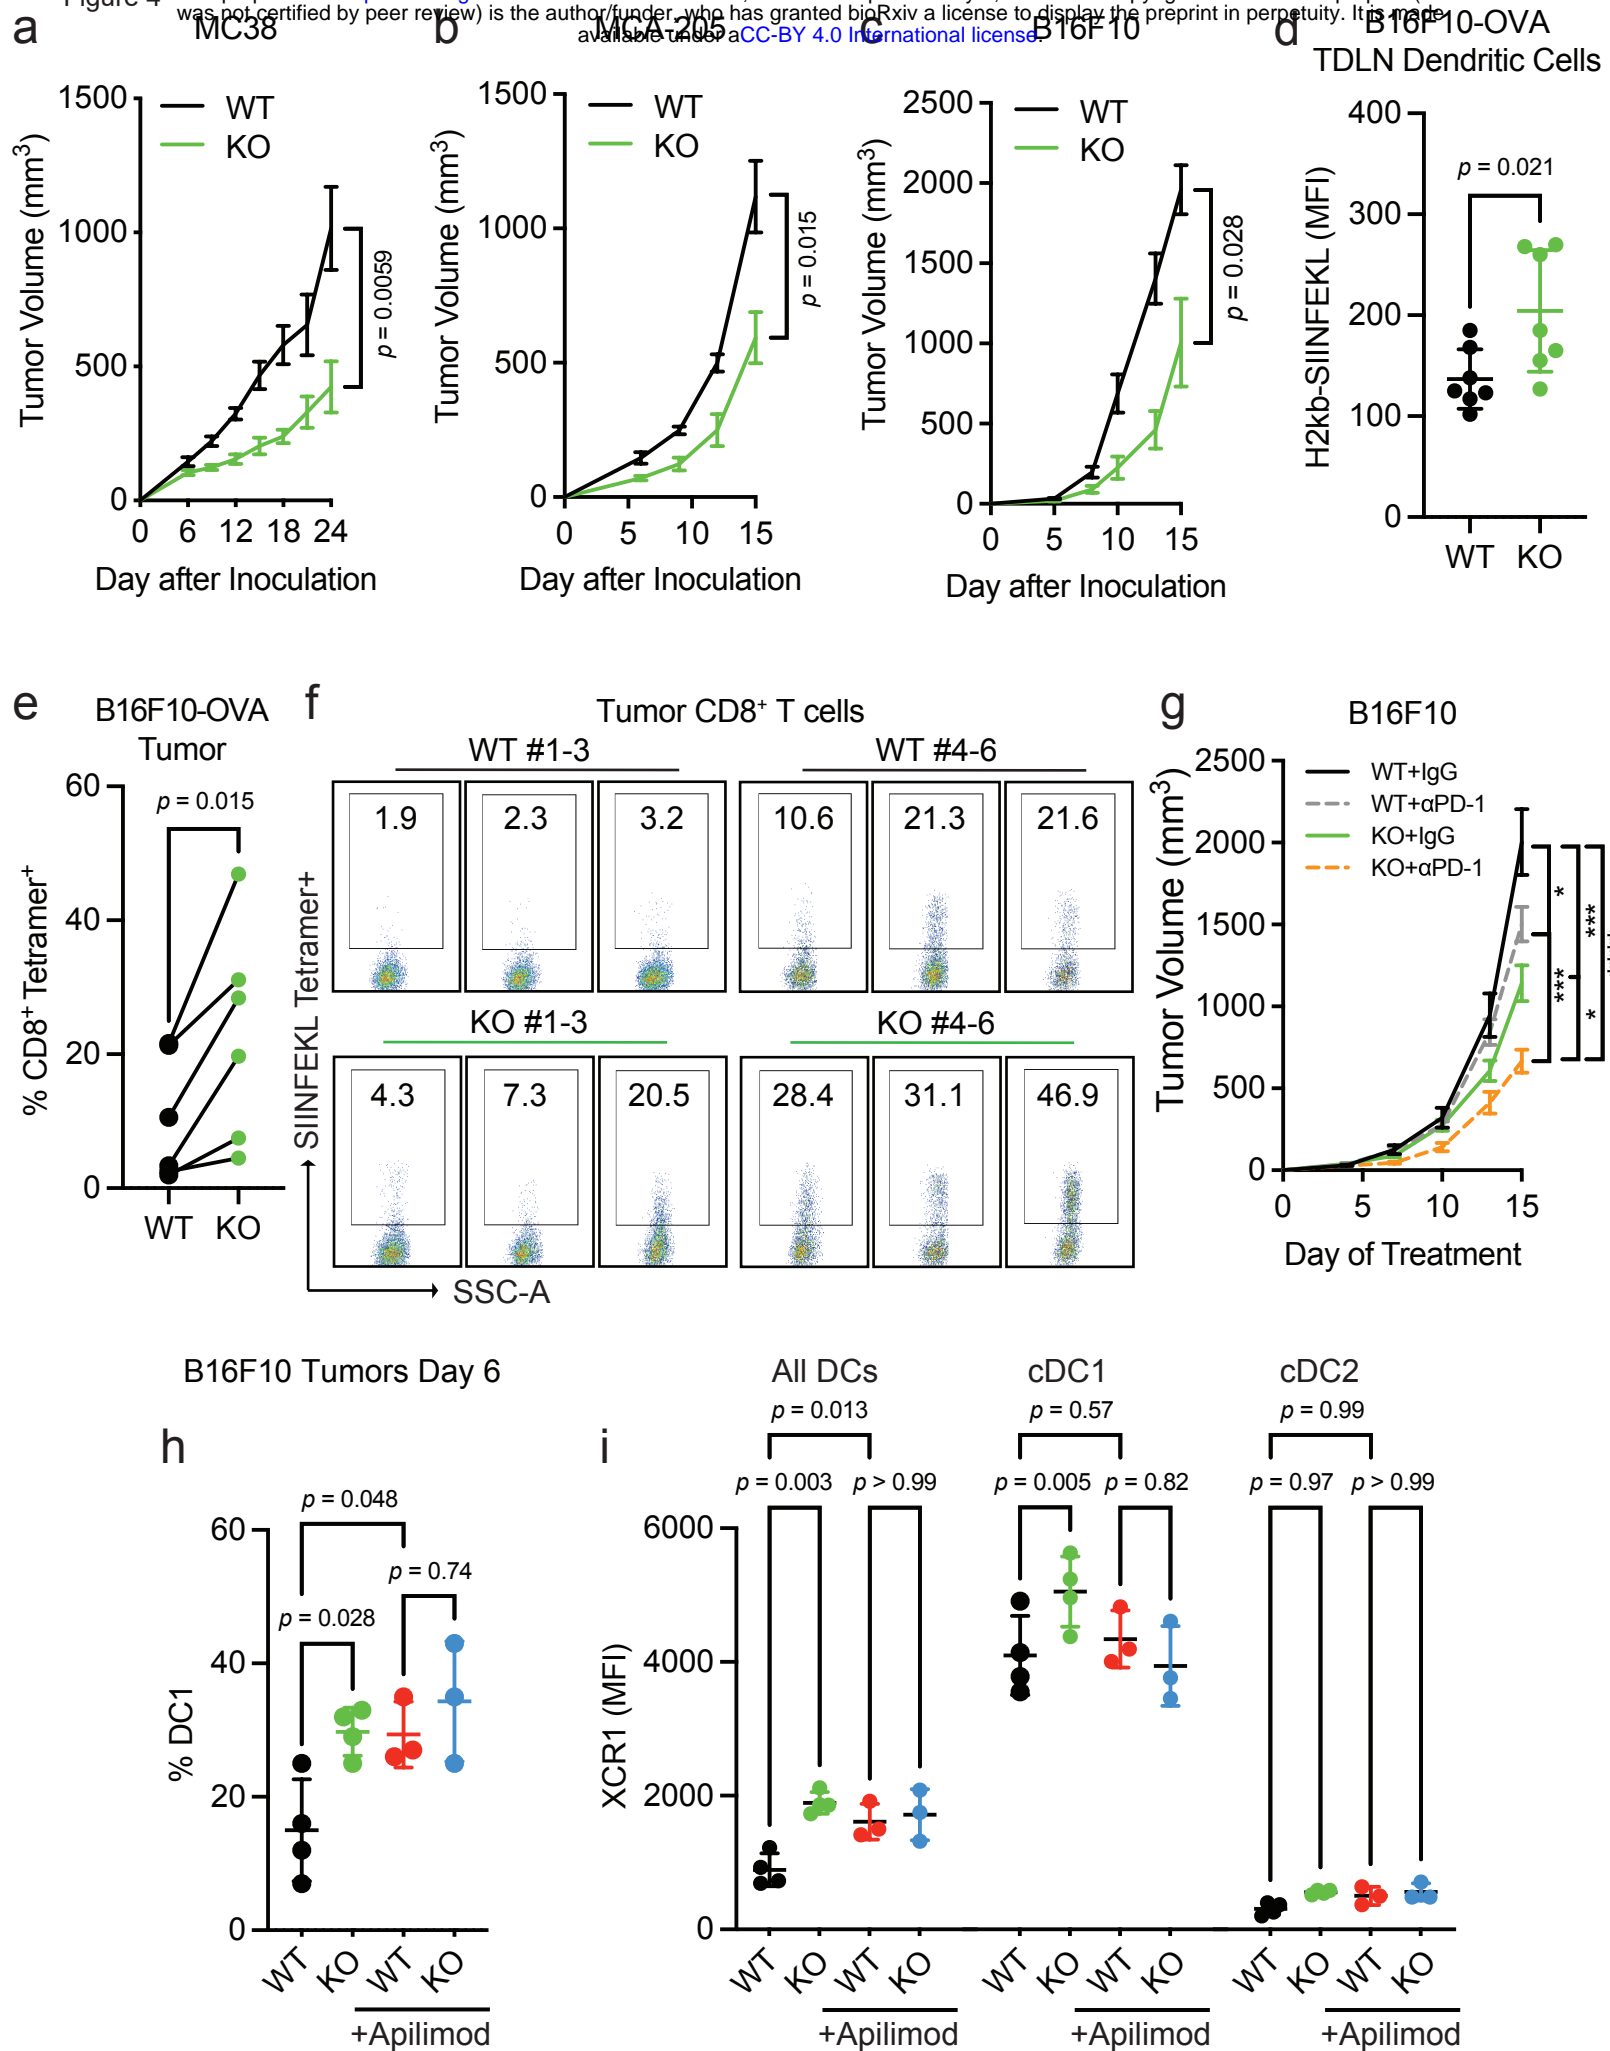 Figure 4
was not certified by peer review) is the author/funder, who has granted bioRxiv a license to display the preprint in perpetuity. It is made
available under aCC-BY 4.0 International license.
a
MC38
1500
1000
500
0
Tumor Volume (mm3)
WT
KO
p = 0.0059
0 6 12 18 24
Day after Inoculation
b
MCA-205
1500
1000
500
0
Tumor Volume (mm3)
WT
KO
p = 0.015
0 5 10 15
Day after Inoculation
c
B16F10
2500
2000
1500
1000
500
0
Tumor Volume (mm3)
WT
KO
p = 0.028
0 5 10 15
Day after Inoculation
d
B16F10-OVA
TDLN Dendritic Cells
400
300
200
100
0
H2kb-SIINFEKL (MFI)
p = 0.021
WT KO
e
B16F10-OVA
Tumor
60
40
20
0
% CD8+ Tetramer+
p = 0.015
WT KO
f
Tumor CD8+ T cells
WT #1-3
WT #4-6
1.9 2.3 3.2 10.6 21.3 21.6
KO #1-3
KO #4-6
4.3 7.3 20.5 28.4 31.1 46.9
SIINFEKL Tetramer+
SSC-A
g
B16F10
2500
2000
1500
1000
500
0
Tumor Volume (mm3)
WT+IgG
WT+αPD-1
KO+IgG
KO+αPD-1
*
***
***
*
0 5 10 15
Day of Treatment
B16F10 Tumors Day 6
h
60
40
20
0
% DC1
p = 0.048
p = 0.74
p = 0.028
WT KO WT KO
+Apilimod
i
All DCs
cDC1
cDC2
p = 0.013
p = 0.57
p = 0.99
p = 0.003
p > 0.99
p = 0.005
p = 0.82
p = 0.97
p > 0.99
6000
4000
2000
0
XCR1 (MFI)
WT KO WT KO
WT KO WT KO
WT KO WT KO
+Apilimod
+Apilimod
+Apilimod